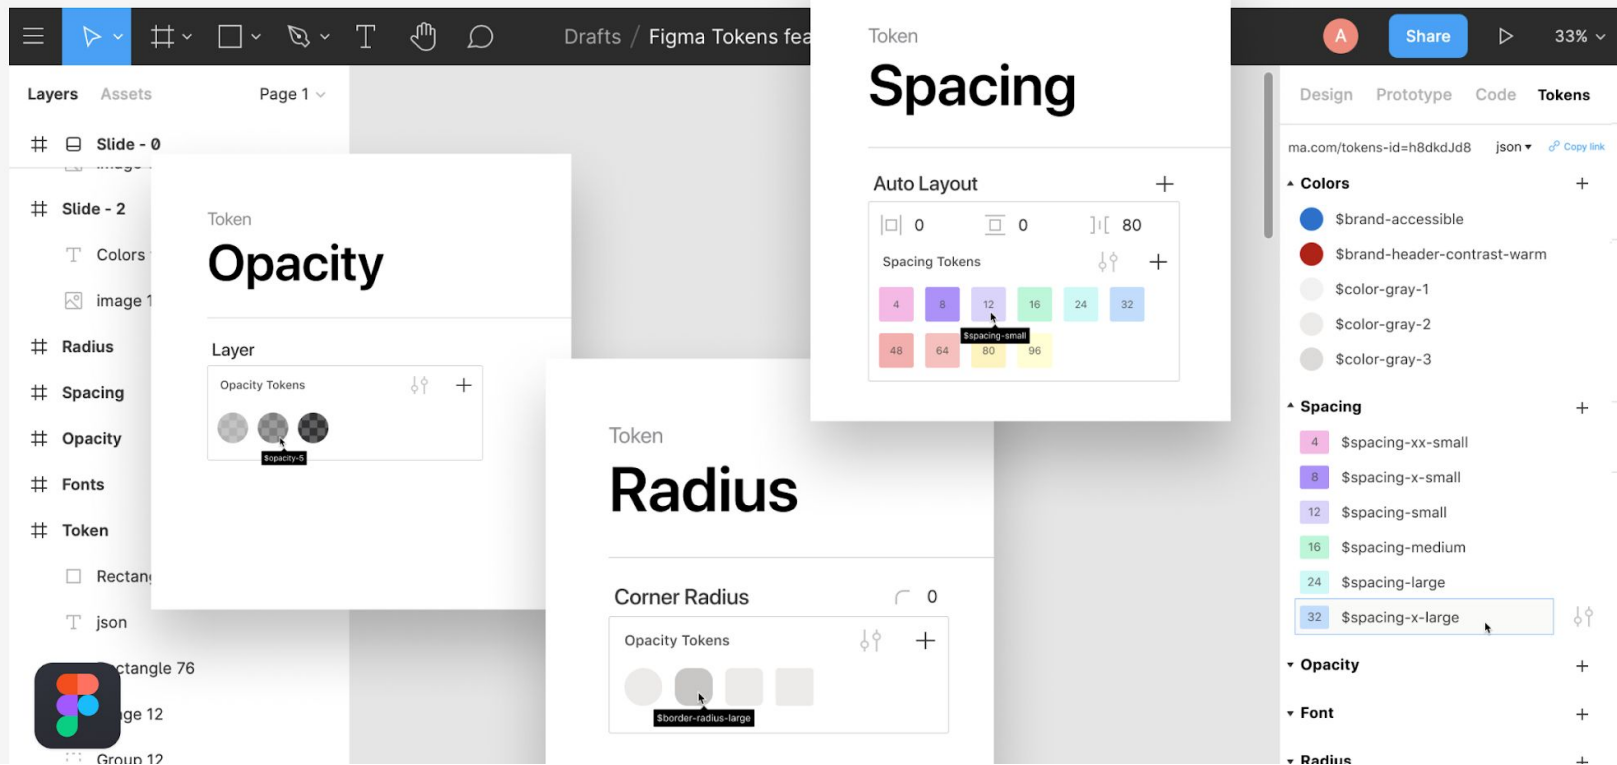 Drafts / Figma Tokens fea
A
Share
33%
Layers
Assets
Page 1
Slide - 0
Slide - 2
Colors
image 1
Radius
Spacing
Opacity
Fonts
Token
json
ctangle 76
ge 12
Group 12
Token
Opacity
Layer
Opacity Tokens
$opacity-5
Token
Radius
Corner Radius
0
Opacity Tokens
$border-radius-large
Token
Spacing
Auto Layout
0 0 80
Spacing Tokens
4 8 12 16 24 32
$spacing-small
48 64 80 96
Design Prototype Code Tokens
ma.com/tokens-id=h8dkdJd8 json Copy link
Colors
$brand-accessible
$brand-header-contrast-warm
$color-gray-1
$color-gray-2
$color-gray-3
Spacing
4 $spacing-xx-small
8 $spacing-x-small
12 $spacing-small
16 $spacing-medium
24 $spacing-large
32 $spacing-x-large
Opacity
Font
Radius